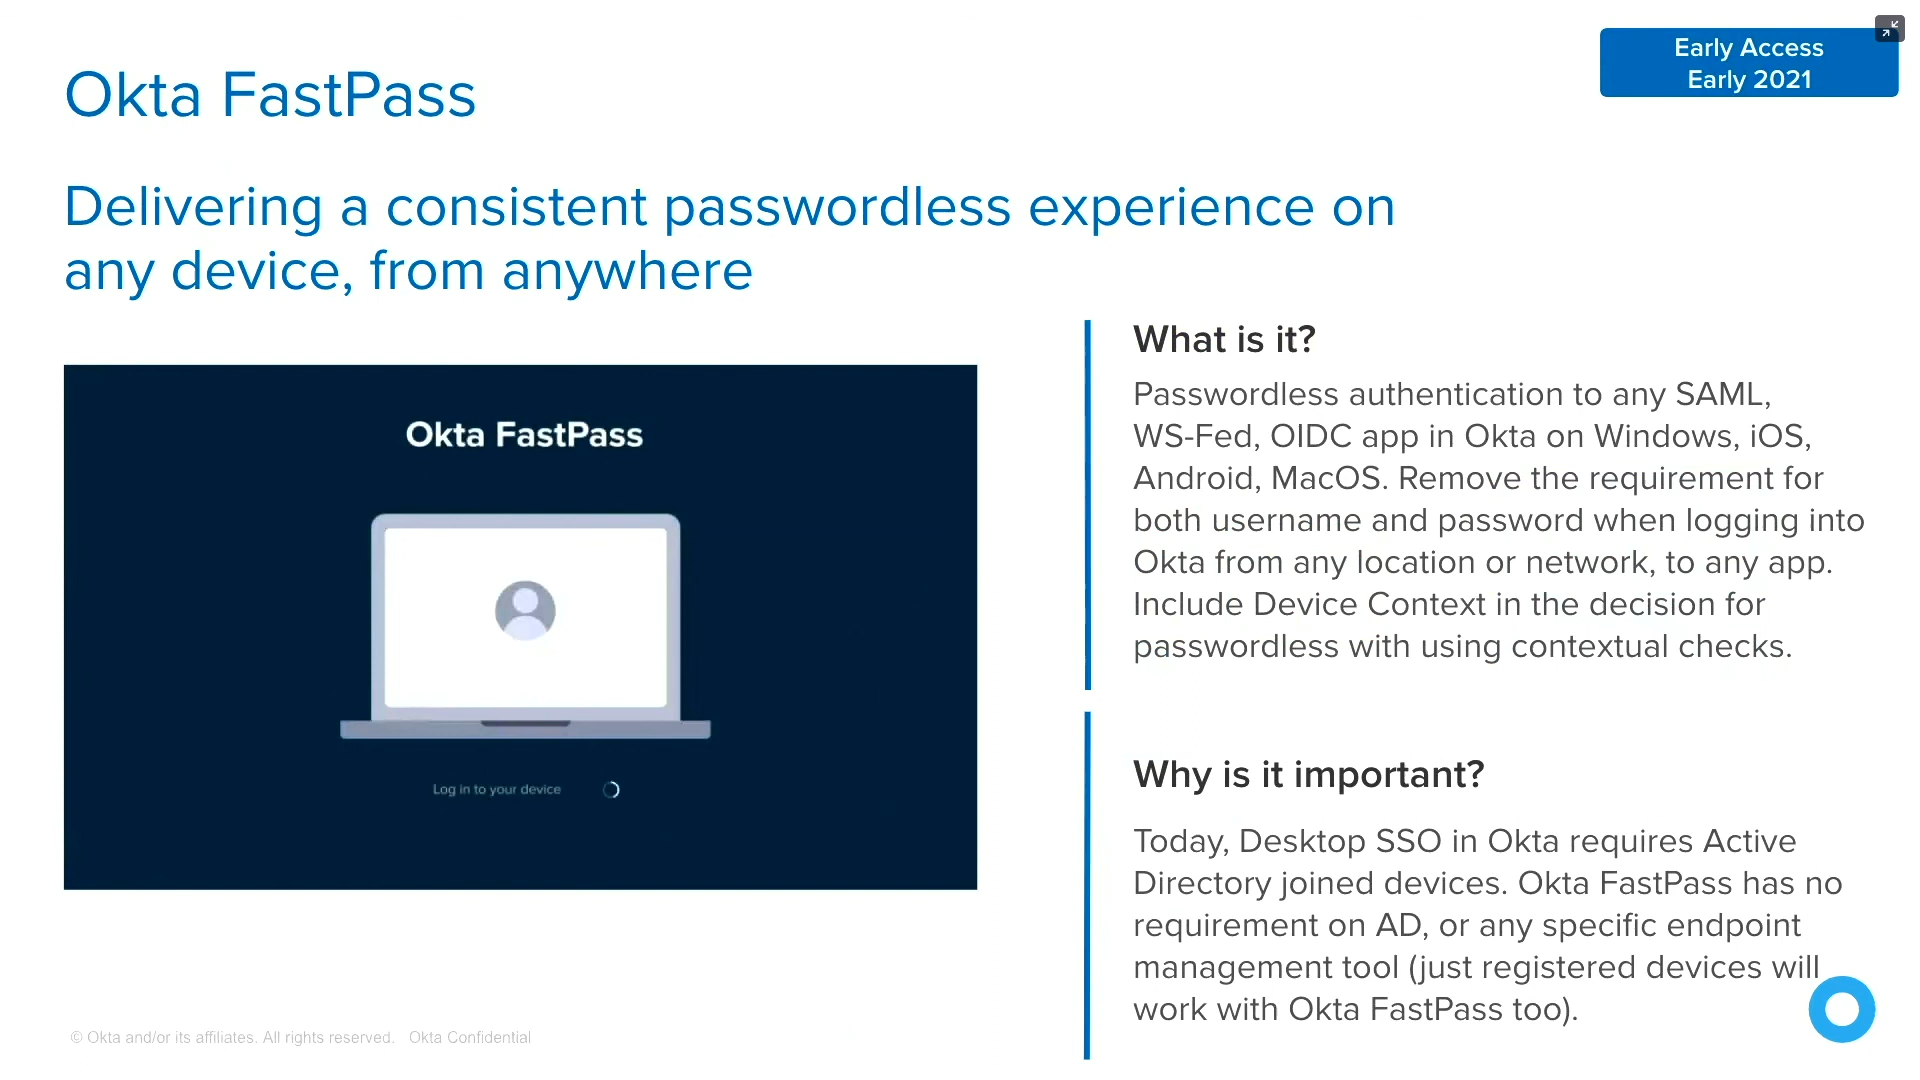 Early Access
Early 2021
Okta FastPass
Delivering a consistent passwordless experience on
any device, from anywhere
Okta FastPass
Log in to your device
What is it?
Passwordless authentication to any SAML,
WS-Fed, OIDC app in Okta on Windows, iOS,
Android, MacOS. Remove the requirement for
both username and password when logging into
Okta from any location or network, to any app.
Include Device Context in the decision for
passwordless with using contextual checks.
Why is it important?
Today, Desktop SSO in Okta requires Active
Directory joined devices. Okta FastPass has no
requirement on AD, or any specific endpoint
management tool (just registered devices will
work with Okta FastPass too).
© Okta and/or its affiliates. All rights reserved. Okta Confidential